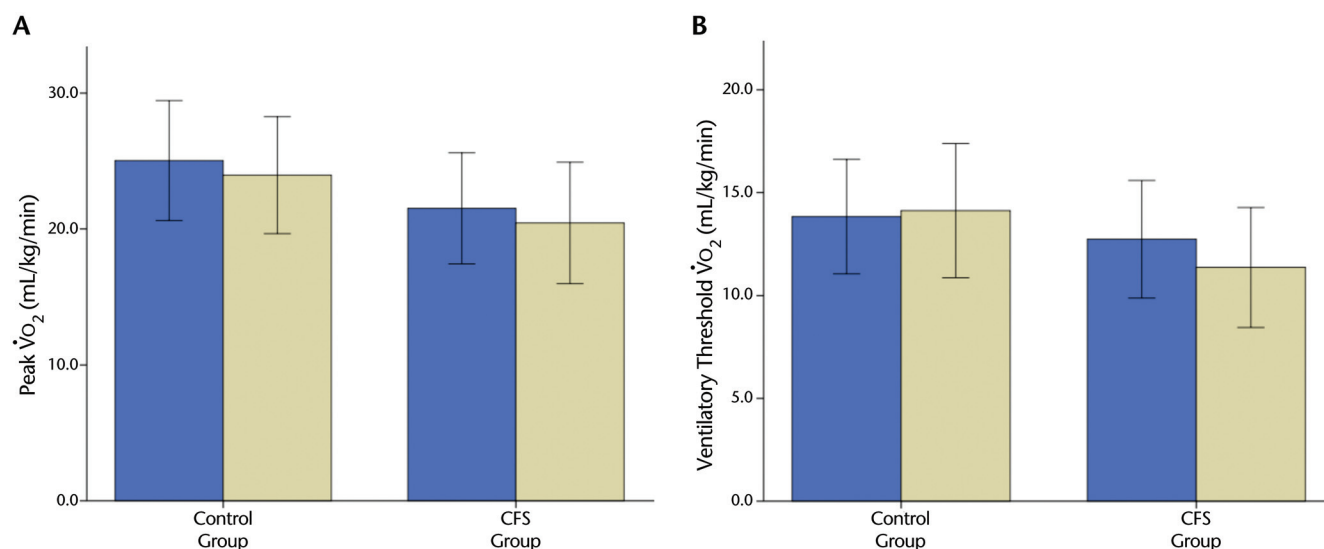 A
Peak V̇O₂ (mL/kg/min)
30.0
20.0
10.0
0.0
Control
Group
CFS
Group
B
Ventilatory Threshold V̇O₂ (mL/kg/min)
20.0
15.0
10.0
5.0
0.0
Control
Group
CFS
Group